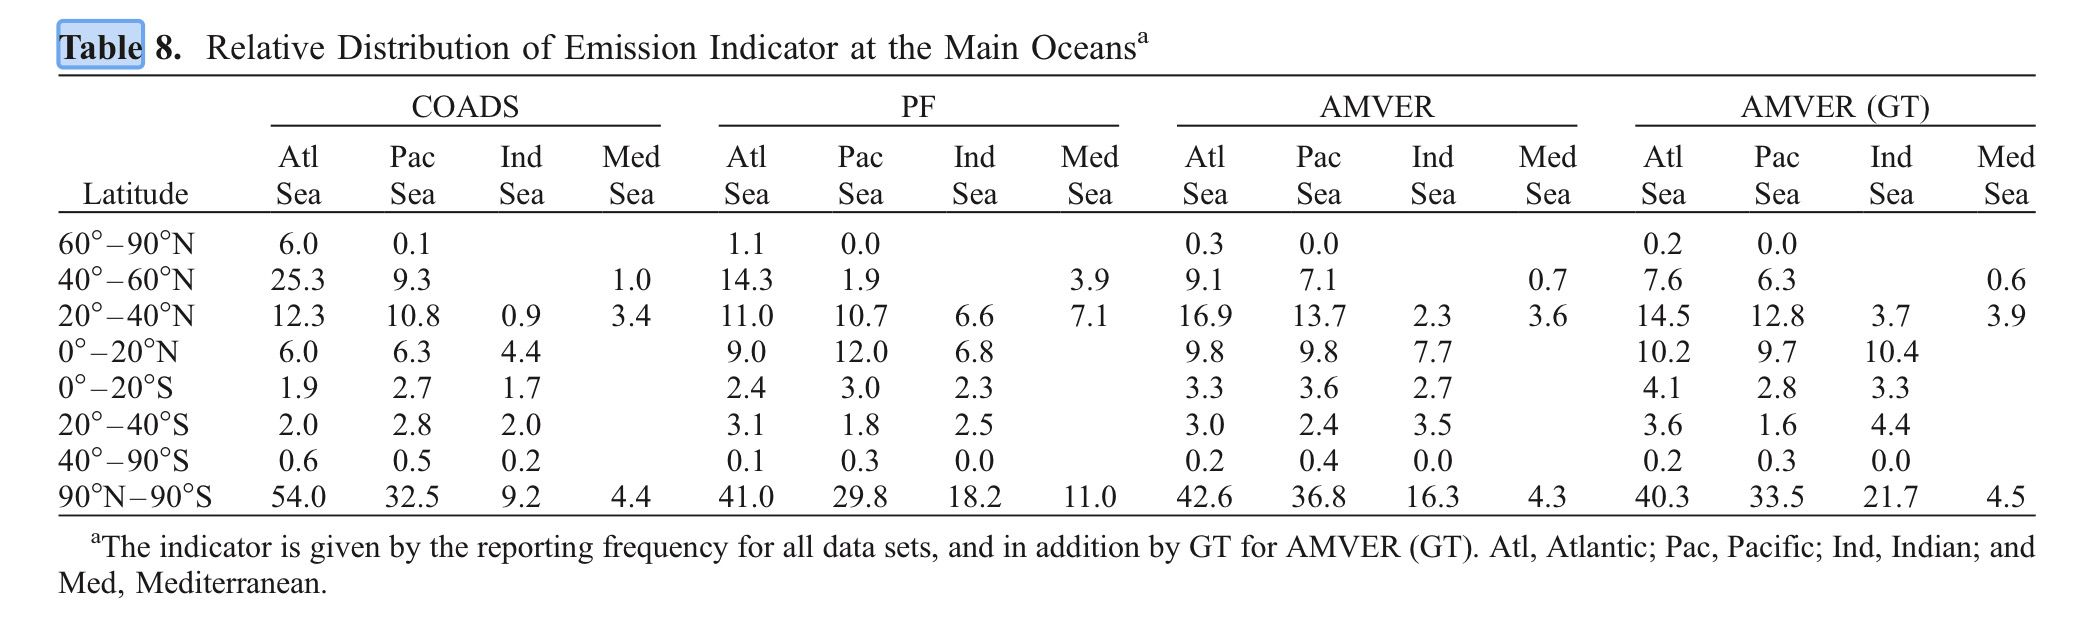 Table 8. Relative Distribution of Emission Indicator at the Main Oceansa
COADS PF AMVER AMVER (GT)
Atl Pac Ind Med Atl Pac Ind Med Atl Pac Ind Med Atl Pac Ind Med
Latitude Sea Sea Sea Sea Sea Sea Sea Sea Sea Sea Sea Sea Sea Sea Sea Sea
60°–90°N 6.0 0.1 1.1 0.0 0.3 0.0 0.2 0.0
40°–60°N 25.3 9.3 1.0 14.3 1.9 3.9 9.1 7.1 0.7 7.6 6.3 0.6
20°–40°N 12.3 10.8 0.9 3.4 11.0 10.7 6.6 7.1 16.9 13.7 2.3 3.6 14.5 12.8 3.7 3.9
0°–20°N 6.0 6.3 4.4 9.0 12.0 6.8 9.8 9.8 7.7 10.2 9.7 10.4
0°–20°S 1.9 2.7 1.7 2.4 3.0 2.3 3.3 3.6 2.7 4.1 2.8 3.3
20°–40°S 2.0 2.8 2.0 3.1 1.8 2.5 3.0 2.4 3.5 3.6 1.6 4.4
40°–90°S 0.6 0.5 0.2 0.1 0.3 0.0 0.2 0.4 0.0 0.2 0.3 0.0
90°N–90°S 54.0 32.5 9.2 4.4 41.0 29.8 18.2 11.0 42.6 36.8 16.3 4.3 40.3 33.5 21.7 4.5
aThe indicator is given by the reporting frequency for all data sets, and in addition by GT for AMVER (GT). Atl, Atlantic; Pac, Pacific; Ind, Indian; and
Med, Mediterranean.